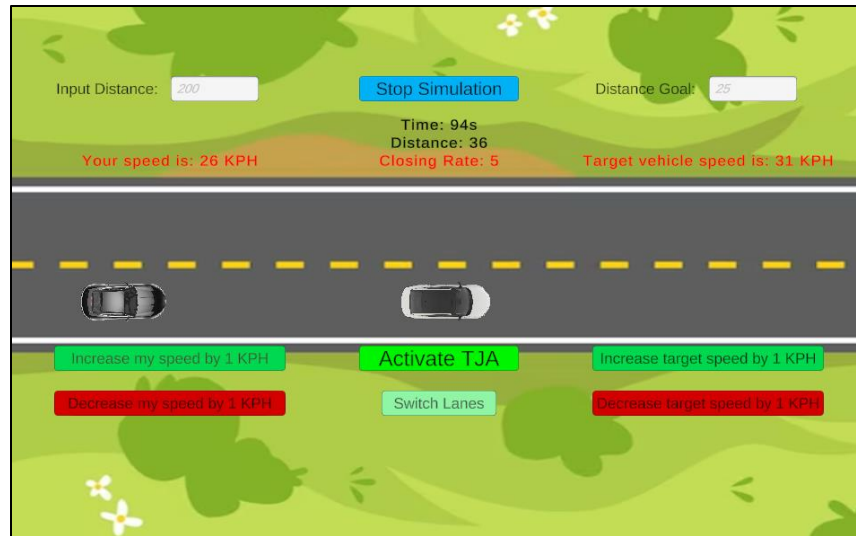 Input Distance: 200
Stop Simulation
Distance Goal: 25
Time: 94s
Distance: 36
Your speed is: 26 KPH
Closing Rate: 5
Target vehicle speed is: 31 KPH
Increase my speed by 1 KPH
Activate TJA
Increase target speed by 1 KPH
Decrease my speed by 1 KPH
Switch Lanes
Decrease target speed by 1 KPH